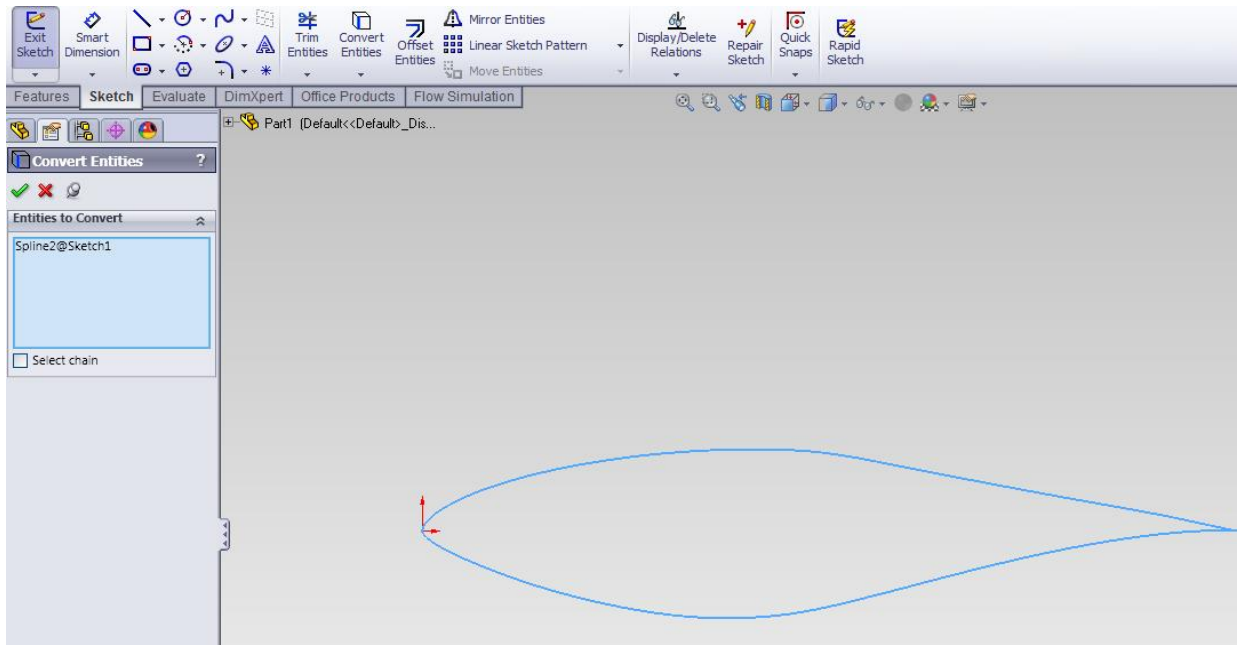 Exit
Sketch
Smart
Dimension
Trim
Entities
Convert
Entities
Offset
Entities
Mirror Entities
Linear Sketch Pattern
Move Entities
Display/Delete
Relations
Repair
Sketch
Quick
Snaps
Rapid
Sketch
Features
Sketch
Evaluate
DimXpert
Office Products
Flow Simulation
Part1 (Default<<Default>_Dis...
Convert Entities ?
Entities to Convert
Spline2@Sketch1
Select chain